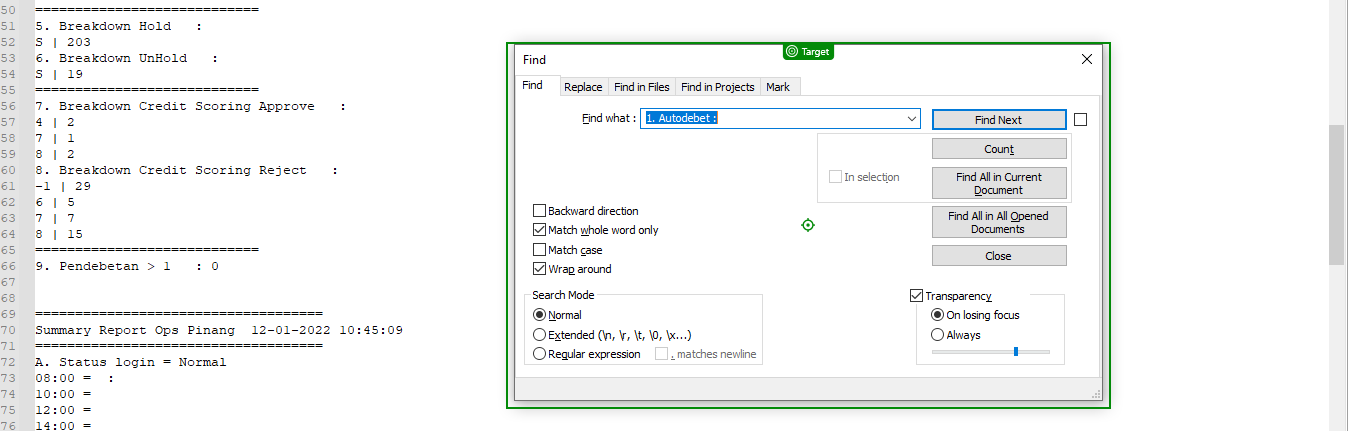 50 ============================
51 5. Breakdown Hold :
52 S | 203
53 6. Breakdown UnHold :
54 S | 19
55 ============================
56 7. Breakdown Credit Scoring Approve :
57 4 | 2
58 7 | 1
59 8 | 2
60 8. Breakdown Credit Scoring Reject :
61 -1 | 29
62 6 | 5
63 7 | 7
64 8 | 15
65 ============================
66 9. Pendebetan > 1 : 0
67
68
69 ====================================
70 Summary Report Ops Pinang 12-01-2022 10:45:09
71 ====================================
72 A. Status login = Normal
73 08:00 = :
74 10:00 =
75 12:00 =
76 14:00 =
Target
Find
Find Replace Find in Files Find in Projects Mark
Find what : 1. Autodebet :
Find Next
Count
In selection
Find All in Current
Document
Find All in All Opened
Documents
Close
Backward direction
Match whole word only
Match case
Wrap around
Search Mode
Normal
Extended (\n, \r, \t, \0, \x...)
Regular expression
. matches newline
Transparency
On losing focus
Always